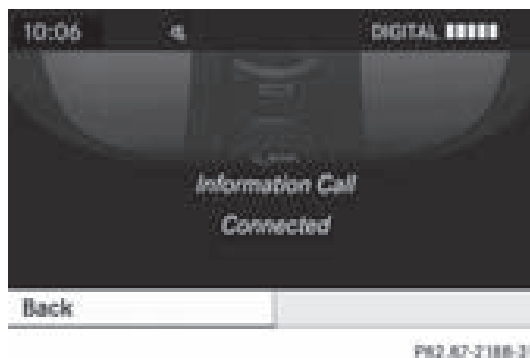 10:06 DIGITAL
Information Call
Connected
Back
P82.87-2188-31